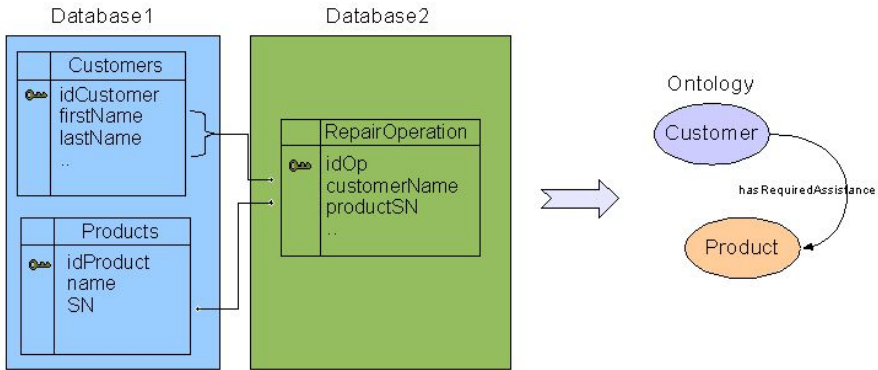 Database1
Database2
Customers
idCustomer
firstName
lastName
..
Products
idProduct
name
SN
RepairOperation
idOp
customerName
productSN
..
Ontology
Customer
hasRequiredAssistance
Product